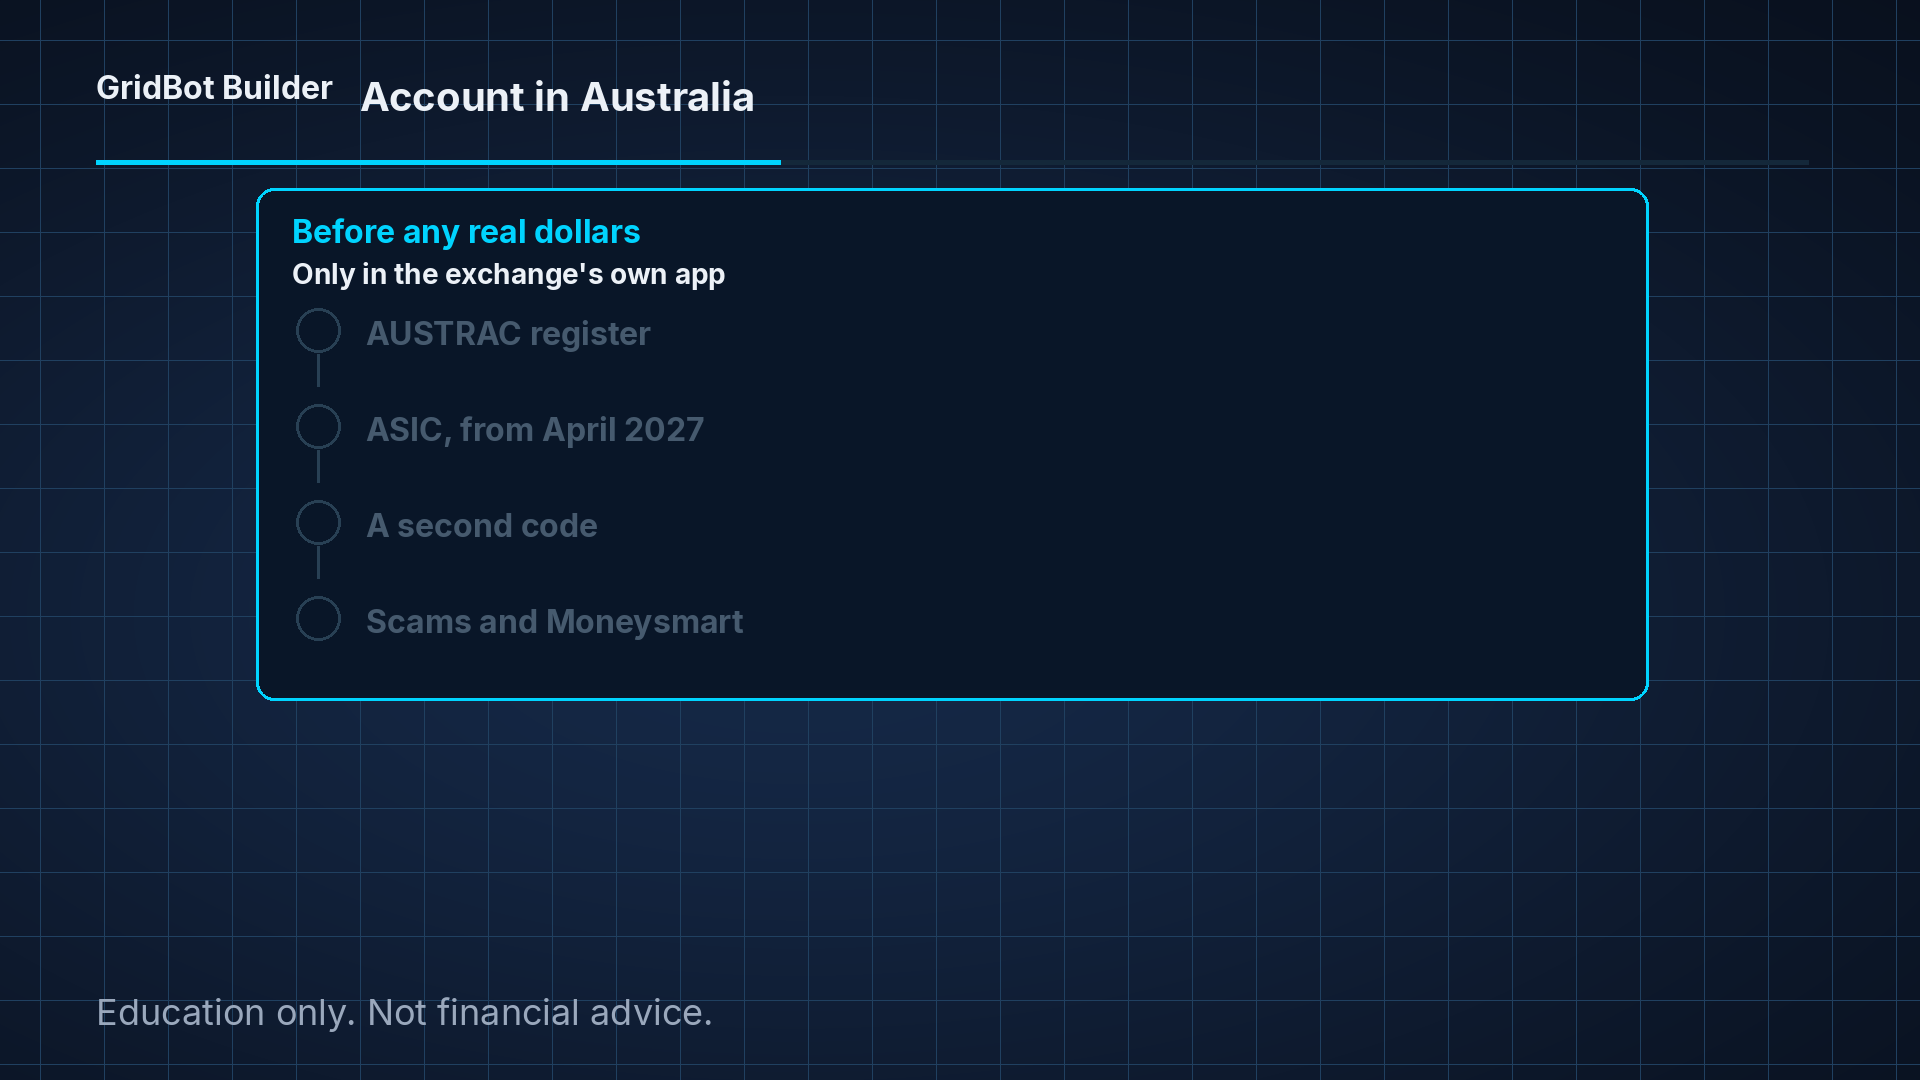 GridBot Builder
Account in Australia
Before any real dollars
Only in the exchange's own app
AUSTRAC register
ASIC, from April 2027
A second code
Scams and Moneysmart
Education only. Not financial advice.